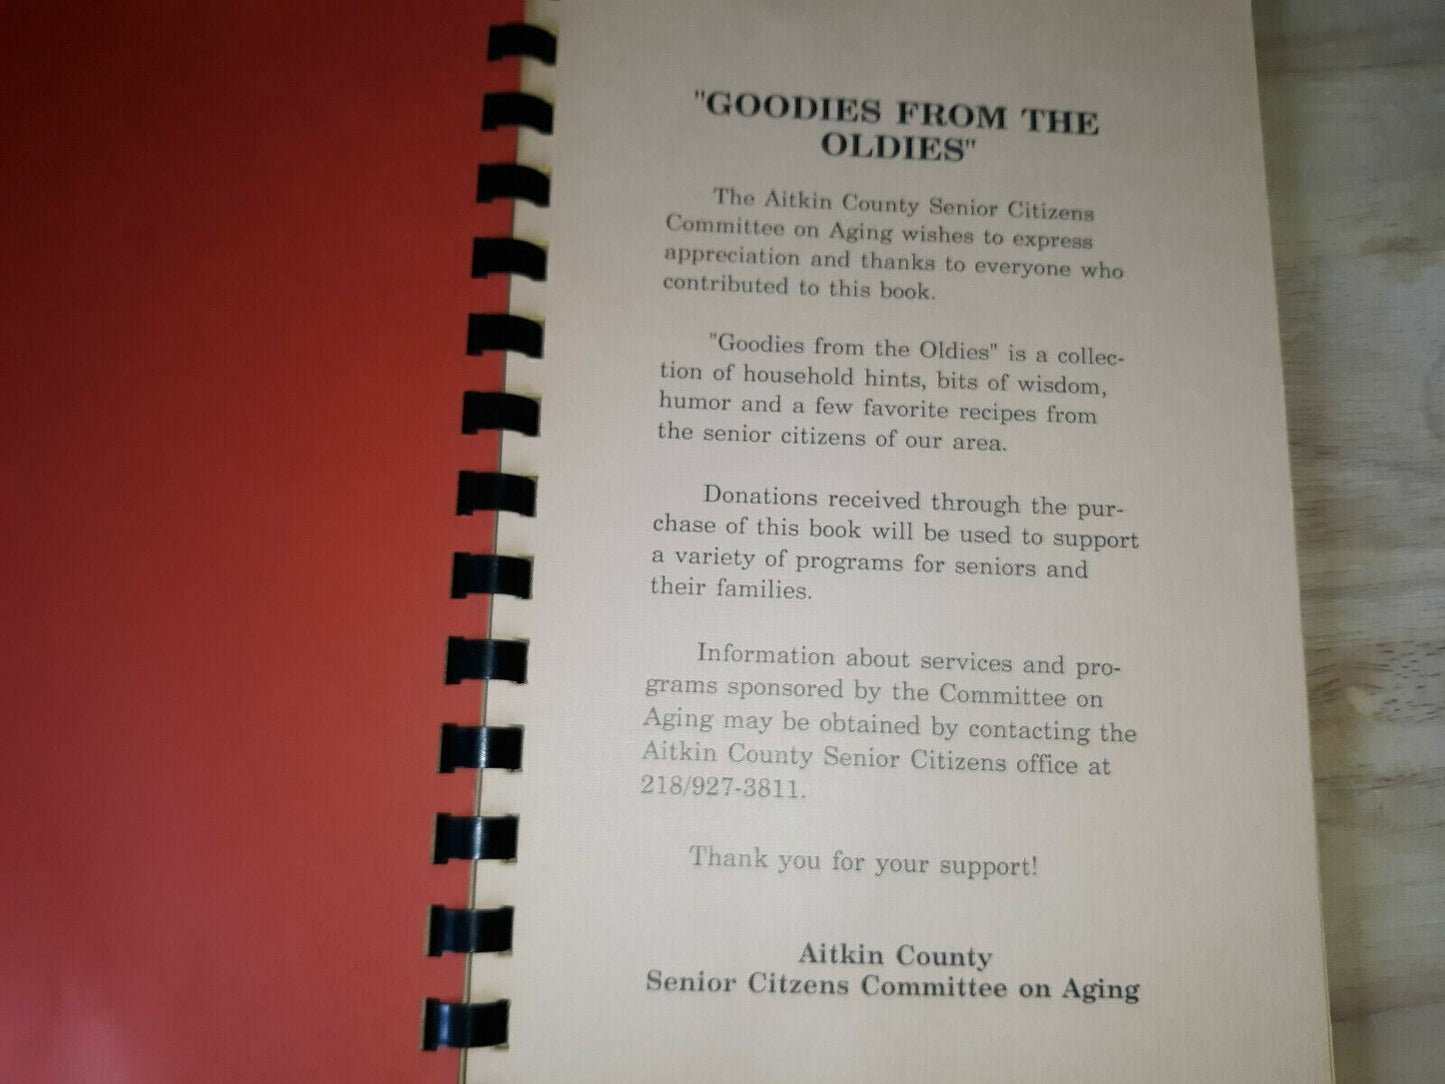 "GOODIES FROM THE
OLDIES"
The Aitkin County Senior Citizens
Committee on Aging wishes to express
appreciation and thanks to everyone who
contributed to this book.
"Goodies from the Oldies" is a collec-
tion of household hints, bits of wisdom,
humor and a few favorite recipes from
the senior citizens of our area.
Donations received through the pur-
chase of this book will be used to support
a variety of programs for seniors and
their families.
Information about services and pro-
grams sponsored by the Committee on
Aging may be obtained by contacting the
Aitkin County Senior Citizens office at
218/927-3811.
Thank you for your support!
Aitkin County
Senior Citzens Committee on Aging